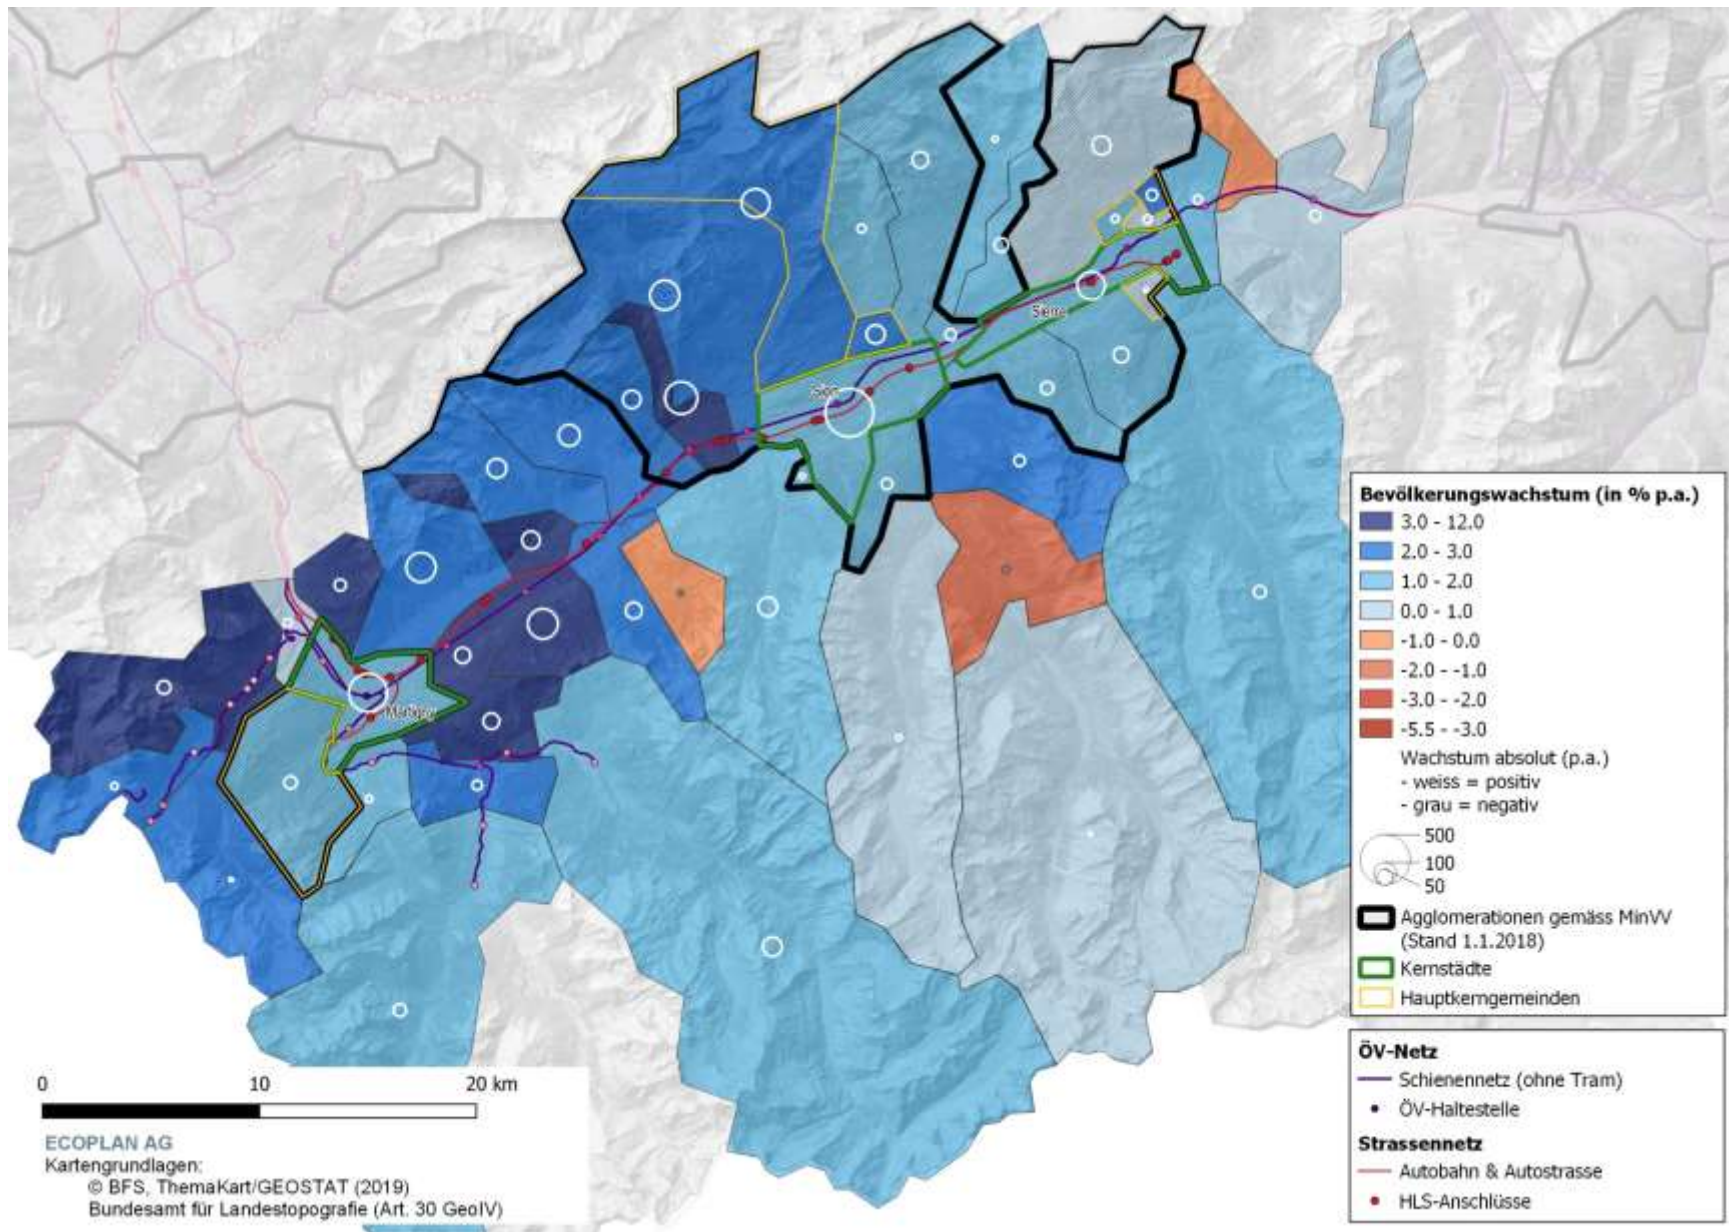 Sierre
Sion
Martigny
Bevölkerungswachstum (in % p.a.)
3.0 - 12.0
2.0 - 3.0
1.0 - 2.0
0.0 - 1.0
-1.0 - 0.0
-2.0 - -1.0
-3.0 - -2.0
-5.5 - -3.0
Wachstum absolut (p.a.)
- weiss = positiv
- grau = negativ
500
100
50
Agglomerationen gemäss MinVV
(Stand 1.1.2018)
Kernstädte
Hauptkerngemeinden
ÖV-Netz
Schienennetz (ohne Tram)
ÖV-Haltestelle
Strassennetz
Autobahn & Autostrasse
HLS-Anschlüsse
0 10 20 km
ECOPLAN AG
Kartengrundlagen:
© BFS, ThemaKart/GEOSTAT (2019)
Bundesamt für Landestopografie (Art. 30 GeoIV)